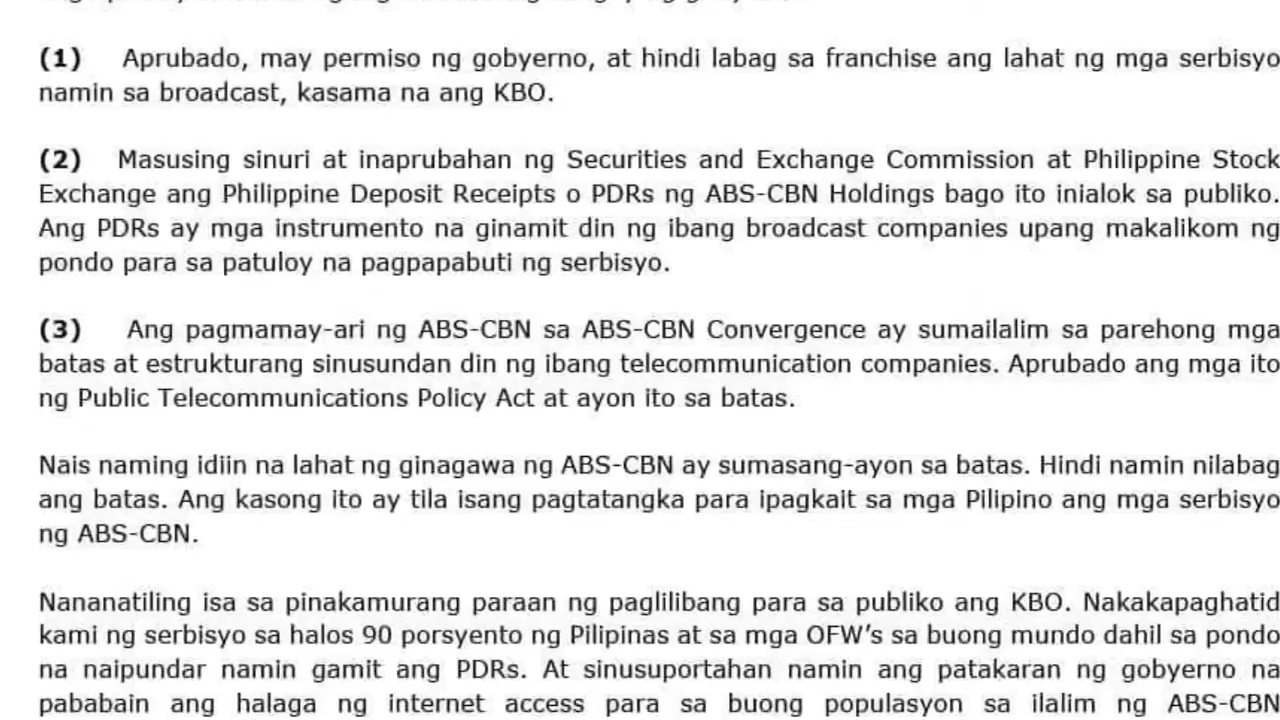 (1) Aprubado, may permiso ng gobyerno, at hindi labag sa franchise ang lahat ng mga serbisyo
namin sa broadcast, kasama na ang KBO.
(2) Masusing sinuri at inaprubahan ng Securities and Exchange Commission at Philippine Stock
Exchange ang Philippine Deposit Receipts o PDRs ng ABS-CBN Holdings bago ito inialok sa publiko.
Ang PDRs ay mga instrumento na ginamit din ng ibang broadcast companies upang makalikom ng
pondo para sa patuloy na pagpapabuti ng serbisyo.
(3) Ang pagmamay-ari ng ABS-CBN sa ABS-CBN Convergence ay sumailalim sa parehong mga
batas at estrukturang sinusundan din ng ibang telecommunication companies. Aprubado ang mga ito
ng Public Telecommunications Policy Act at ayon ito sa batas.
Nais naming idiin na lahat ng ginagawa ng ABS-CBN ay sumasang-ayon sa batas. Hindi namin nilabag
ang batas. Ang kasong ito ay tila isang pagtatangka para ipagkait sa mga Pilipino ang mga serbisyo
ng ABS-CBN.
Nananatiling isa sa pinakamurang paraan ng paglilibang para sa publiko ang KBO. Nakakapaghatid
kami ng serbisyo sa halos 90 porsyento ng Pilipinas at sa mga OFW's sa buong mundo dahil sa pondo
na naipundar namin gamit ang PDRs. At sinusuportahan namin ang patakaran ng gobyerno na
pababain ang halaga ng internet access para sa buong populasyon sa ilalim ng ABS-CBN